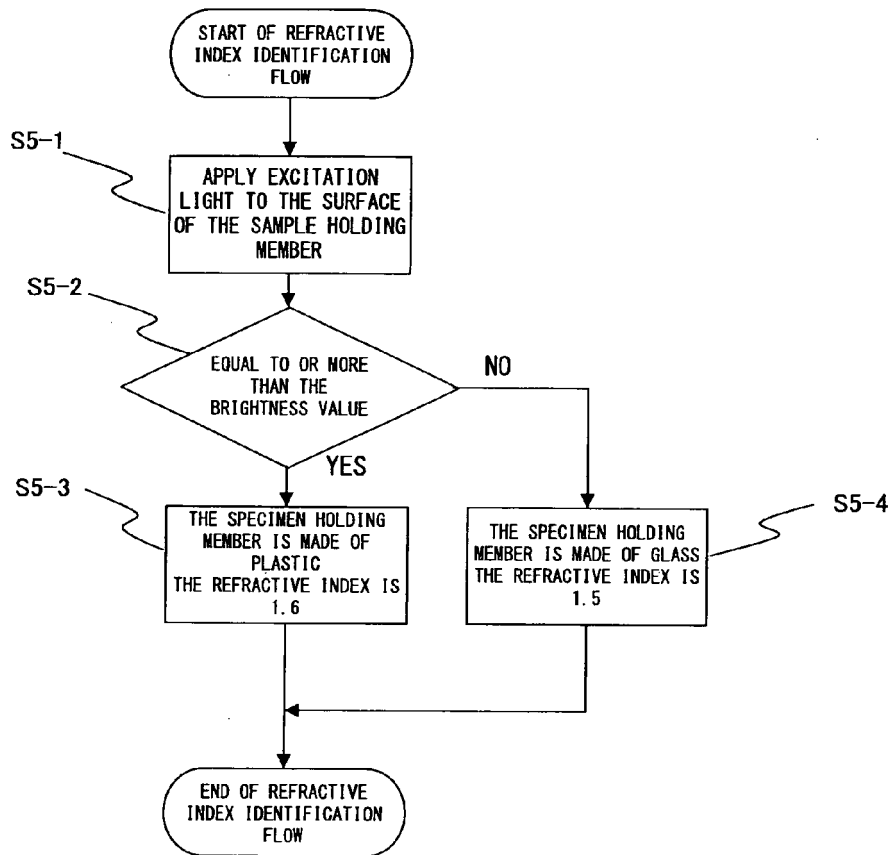 START OF REFRACTIVE
INDEX IDENTIFICATION
FLOW
S5-1
APPLY EXCITATION
LIGHT TO THE SURFACE
OF THE SAMPLE HOLDING
MEMBER
S5-2
EQUAL TO OR MORE
THAN THE
BRIGHTNESS VALUE
NO
YES
S5-3
THE SPECIMEN HOLDING
MEMBER IS MADE OF
PLASTIC
THE REFRACTIVE INDEX IS
1.6
S5-4
THE SPECIMEN HOLDING
MEMBER IS MADE OF GLASS
THE REFRACTIVE INDEX IS
1.5
END OF REFRACTIVE
INDEX IDENTIFICATION
FLOW